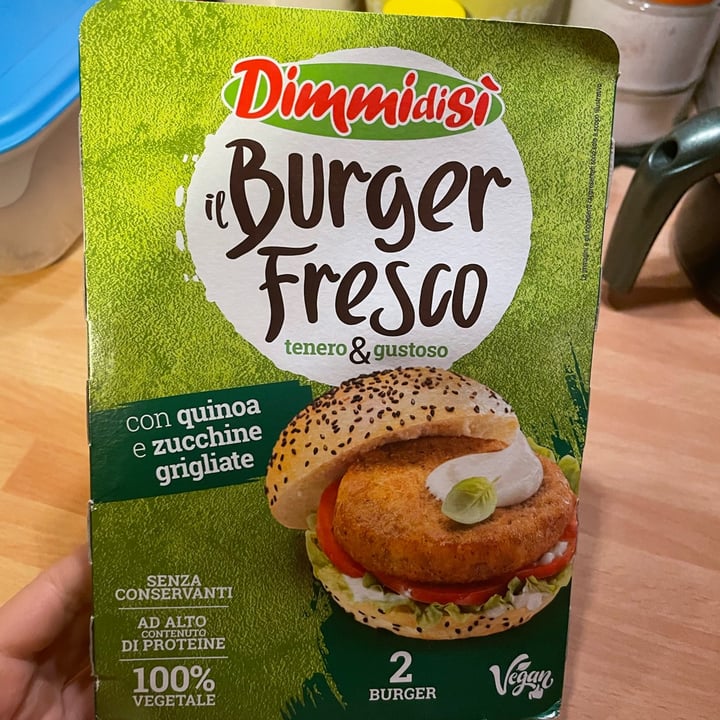 Dimmidisì
il Burger
Fresco
tenero & gustoso
con quinoa
e zucchine
grigliate
SENZA
CONSERVANTI
AD ALTO
CONTENUTO
DI PROTEINE
100%
VEGETALE
2
BURGER
Vegan